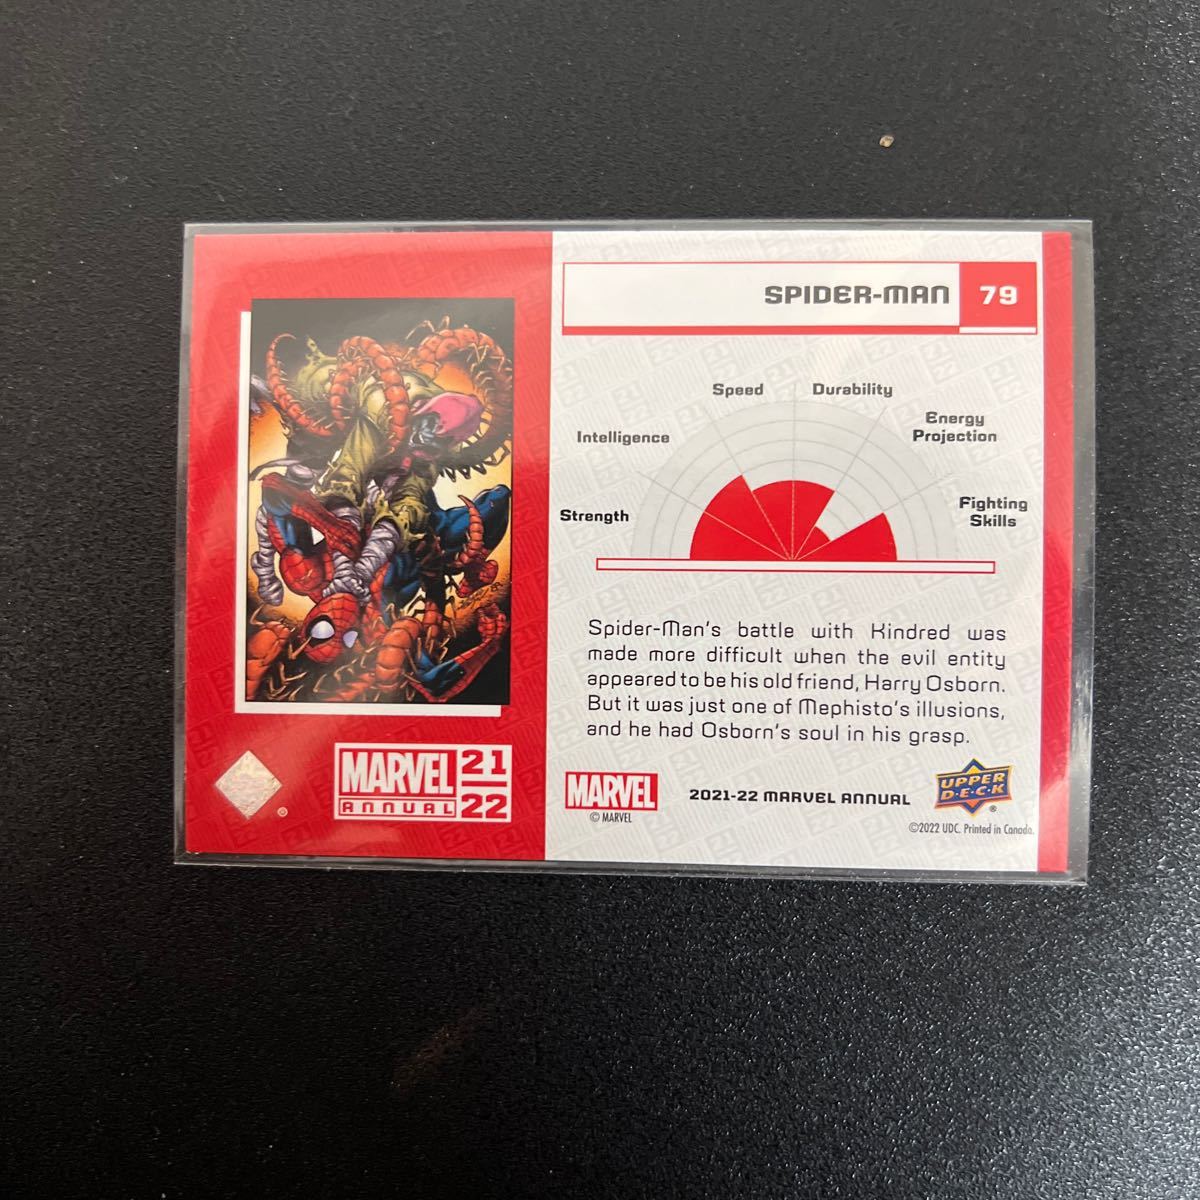 SPIDER-MAN 79
Speed
Durability
Intelligence
Energy
Projection
Strength
Fighting
Skills
Spider-Man's battle with Kindred was
made more difficult when the evil entity
appeared to be his old friend, Harry Osborn.
But it was just one of Mephisto's illusions,
and he had Osborn's soul in his grasp.
MARVEL 21
ANNUAL 22
®
MARVEL
© MARVEL
2021-22 MARVEL ANNUAL
UPPER
D·E·C·K
®
©2022 UDC. Printed in Canada.